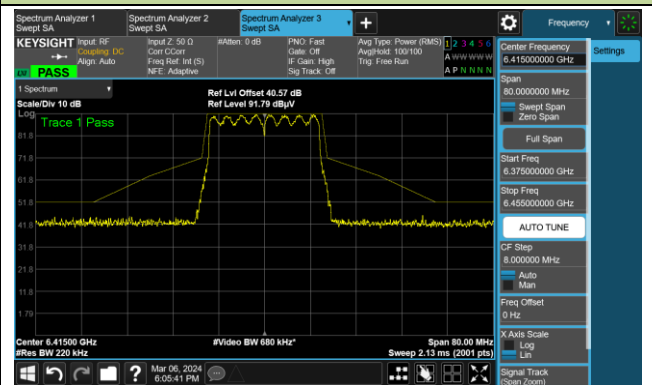 Spectrum Analyzer 1
Swept SA
Spectrum Analyzer 2
Swept SA
Spectrum Analyzer 3
Swept SA
Frequency
KEYSIGHT
Input: RF
Coupling: DC
Align: Auto
Input Z: 50 Ω
Corr CCorr
Freq Ref: Int (S)
NFE: Adaptive
#Atten: 0 dB
PNO: Fast
Gate: Off
IF Gain: High
Sig Track: Off
Avg Type: Power (RMS)
Avg|Hold: 100/100
Trig: Free Run
1 2 3 4 5 6
A W W W W W
A P N N N N
PASS
1 Spectrum
Scale/Div 10 dB
Ref Lvl Offset 40.57 dB
Ref Level 91.79 dBµV
Log
Trace 1 Pass
81.8
71.8
61.8
51.8
41.8
31.8
21.8
11.8
1.79
Center 6.41500 GHz
#Res BW 220 kHz
#Video BW 680 kHz*
Span 80.00 MHz
Sweep 2.13 ms (2001 pts)
Mar 06, 2024
6:05:41 PM
Center Frequency
6.415000000 GHz
Settings
Span
80.0000000 MHz
Swept Span
Zero Span
Full Span
Start Freq
6.375000000 GHz
Stop Freq
6.455000000 GHz
AUTO TUNE
CF Step
8.000000 MHz
Auto
Man
Freq Offset
0 Hz
X Axis Scale
Log
Lin
Signal Track
(Span Zoom)